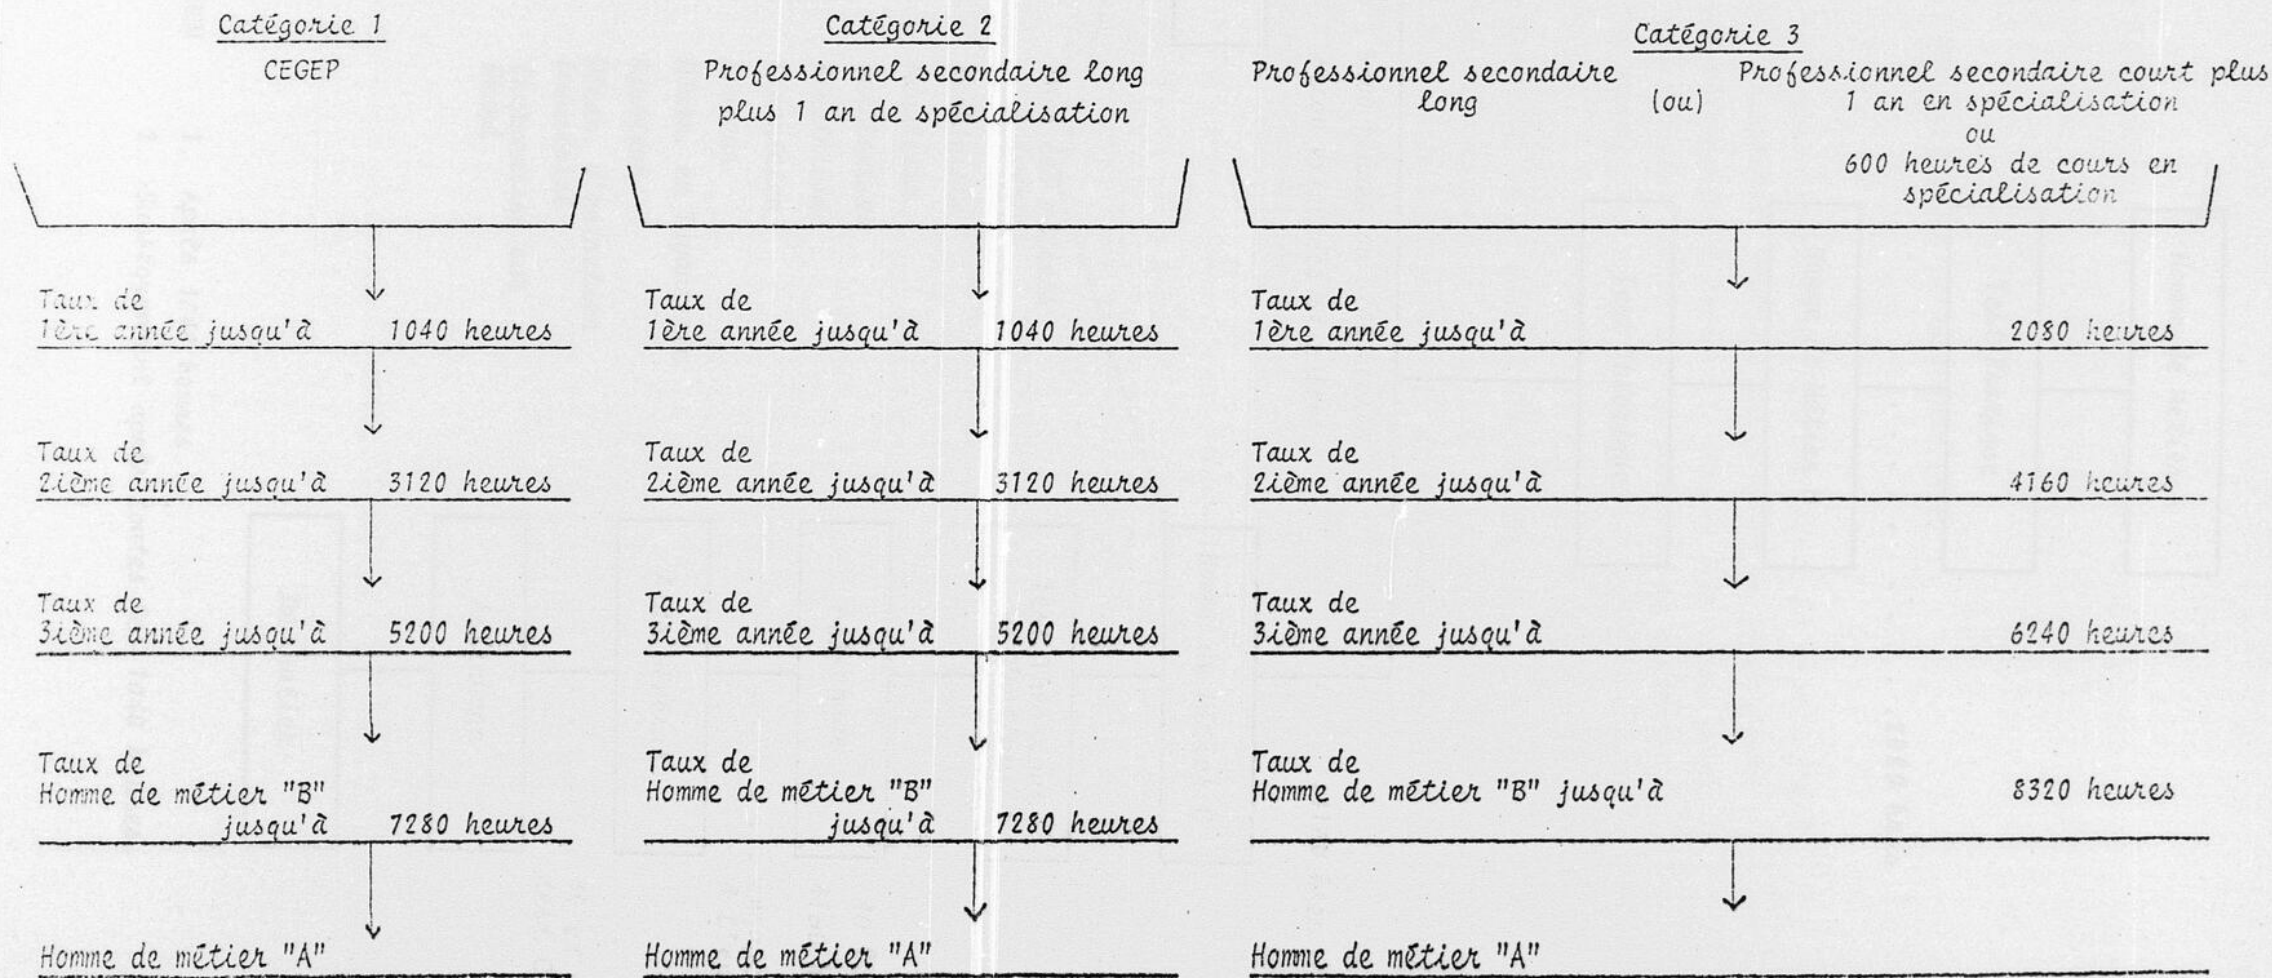 Catégorie 1
CEGEP
Taux de
1ère année jusqu'à 1040 heures
Taux de
2ième année jusqu'à 3120 heures
Taux de
3ième année jusqu'à 5200 heures
Taux de
Homme de métier "B"
jusqu'à 7280 heures
Homme de métier "A"
Catégorie 2
Professionnel secondaire long
plus 1 an de spécialisation
Taux de
1ère année jusqu'à 1040 heures
Taux de
2ième année jusqu'à 3120 heures
Taux de
3ième année jusqu'à 5200 heures
Taux de
Homme de métier "B"
jusqu'à 7280 heures
Homme de métier "A"
Catégorie 3
Professionnel secondaire
long
(ou)
Professionnel secondaire court plus
1 an en spécialisation
ou
600 heures de cours en
spécialisation
Taux de
1ère année jusqu'à 2080 heures
Taux de
2ième année jusqu'à 4160 heures
Taux de
3ième année jusqu'à 6240 heures
Taux de
Homme de métier "B" jusqu'à 8320 heures
Homme de métier "A"